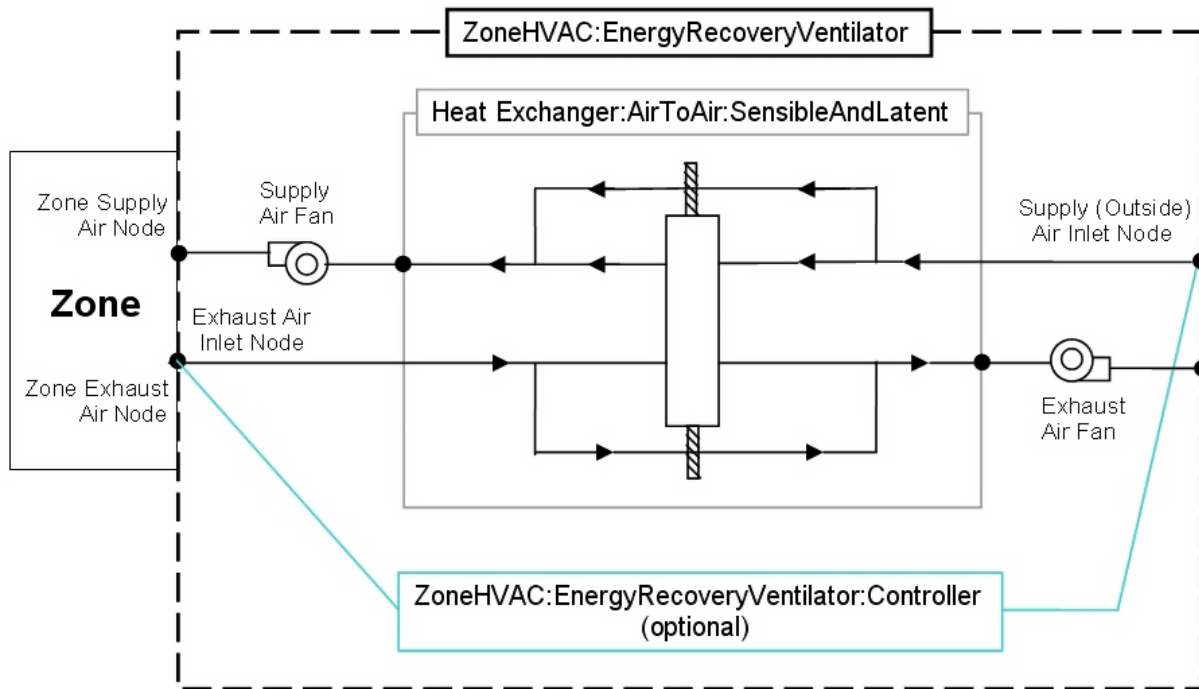 ZoneHVAC:EnergyRecoveryVentilator
Heat Exchanger:AirToAir:SensibleAndLatent
Zone Supply
Air Node
Supply
Air Fan
Supply (Outside)
Air Inlet Node
Zone
Exhaust Air
Inlet Node
Zone Exhaust
Air Node
Exhaust
Air Fan
ZoneHVAC:EnergyRecoveryVentilator:Controller
(optional)